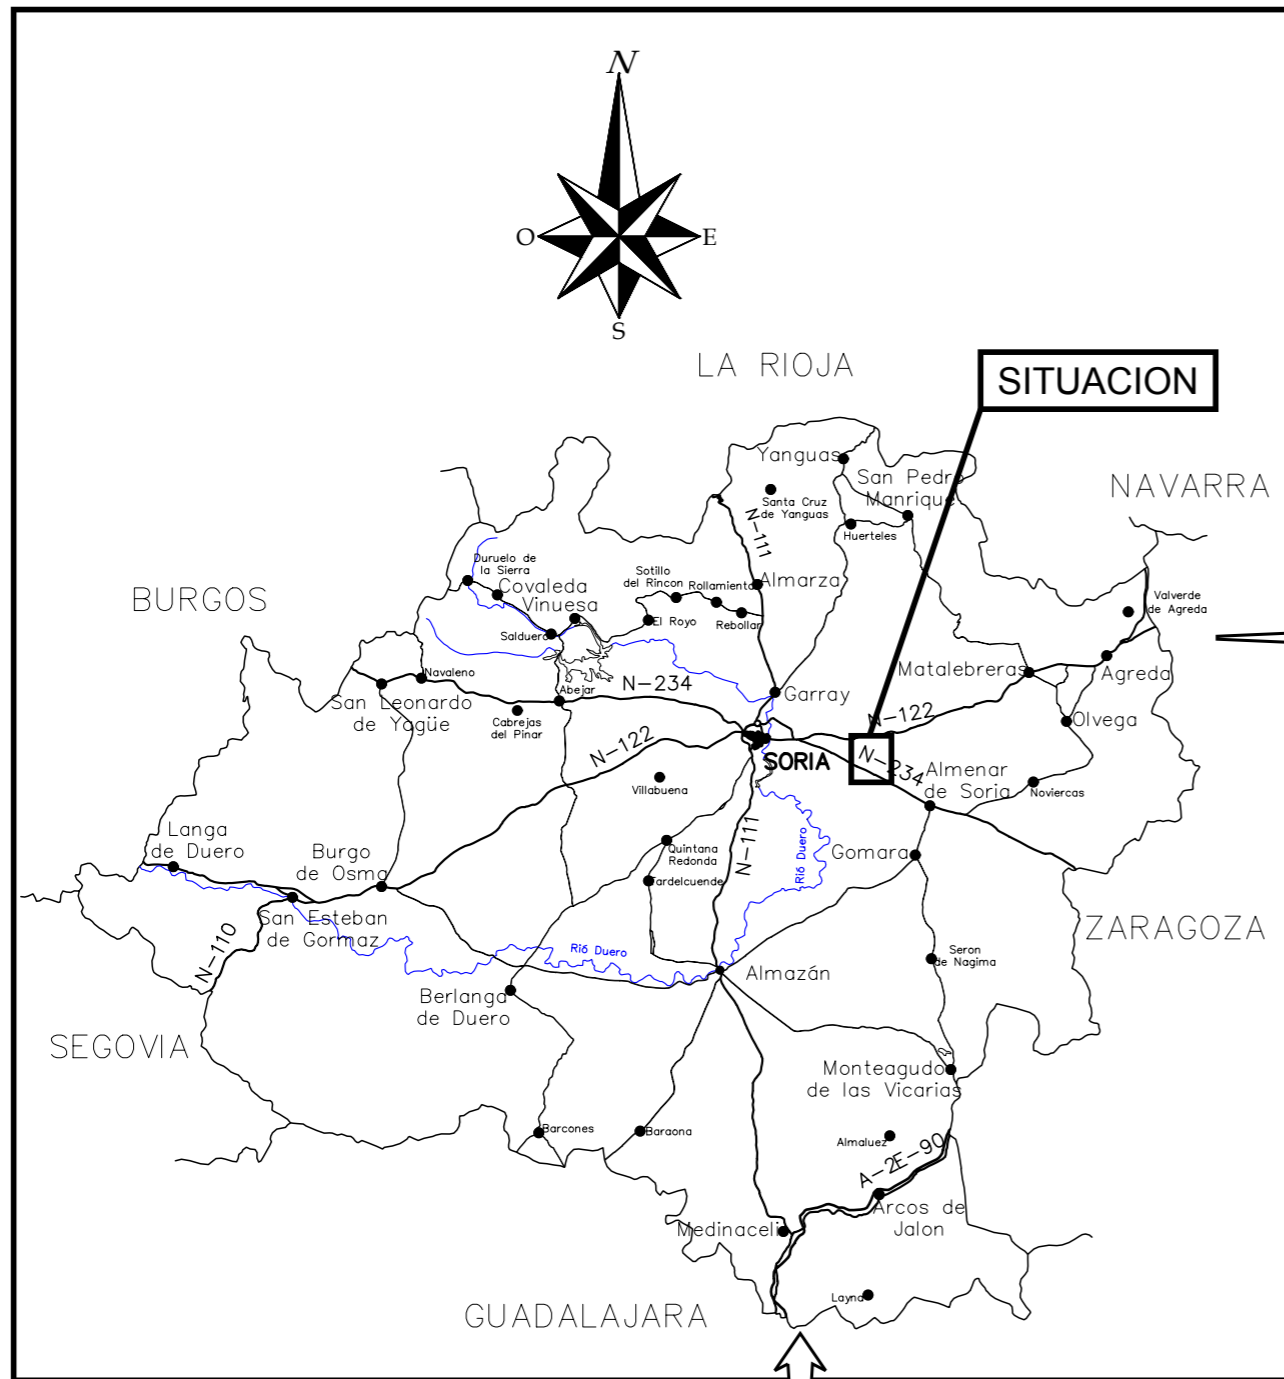 N
O
E
S
LA RIOJA
SITUACION
NAVARRA
BURGOS
Yanguas
San Pedro
Manrique
Santa Cruz
de Yanguas
N-111
Huerteles
Duruelo de
la Sierra
Covaleda
Vinuesa
Salduero
Sotillo
del Rincon
Rollamienta
Almarza
El Royo
Rebollar
Valverde
de Agreda
Matalebreras
Agreda
Navaleno
San Leonardo
de Yagüe
Abejar
N-234
Garray
Cabrejas
del Pinar
N-122
N-122
Olvega
SORIA
N-234
Almenar
de Soria
Noviercas
Villabuena
Langa
de Duero
Burgo
de Osma
Quintana
Redonda
N-111
Rió Duero
Gomara
Tardelcuende
San Esteban
de Gormaz
N-110
Rió Duero
ZARAGOZA
Seron
de Nagima
Almazán
Berlanga
de Duero
SEGOVIA
Monteagudo
de las Vicarias
Barcones
Baraona
Almaluez
A-2
E-90
Arcos de
Jalon
Medinaceli
Layna
GUADALAJARA